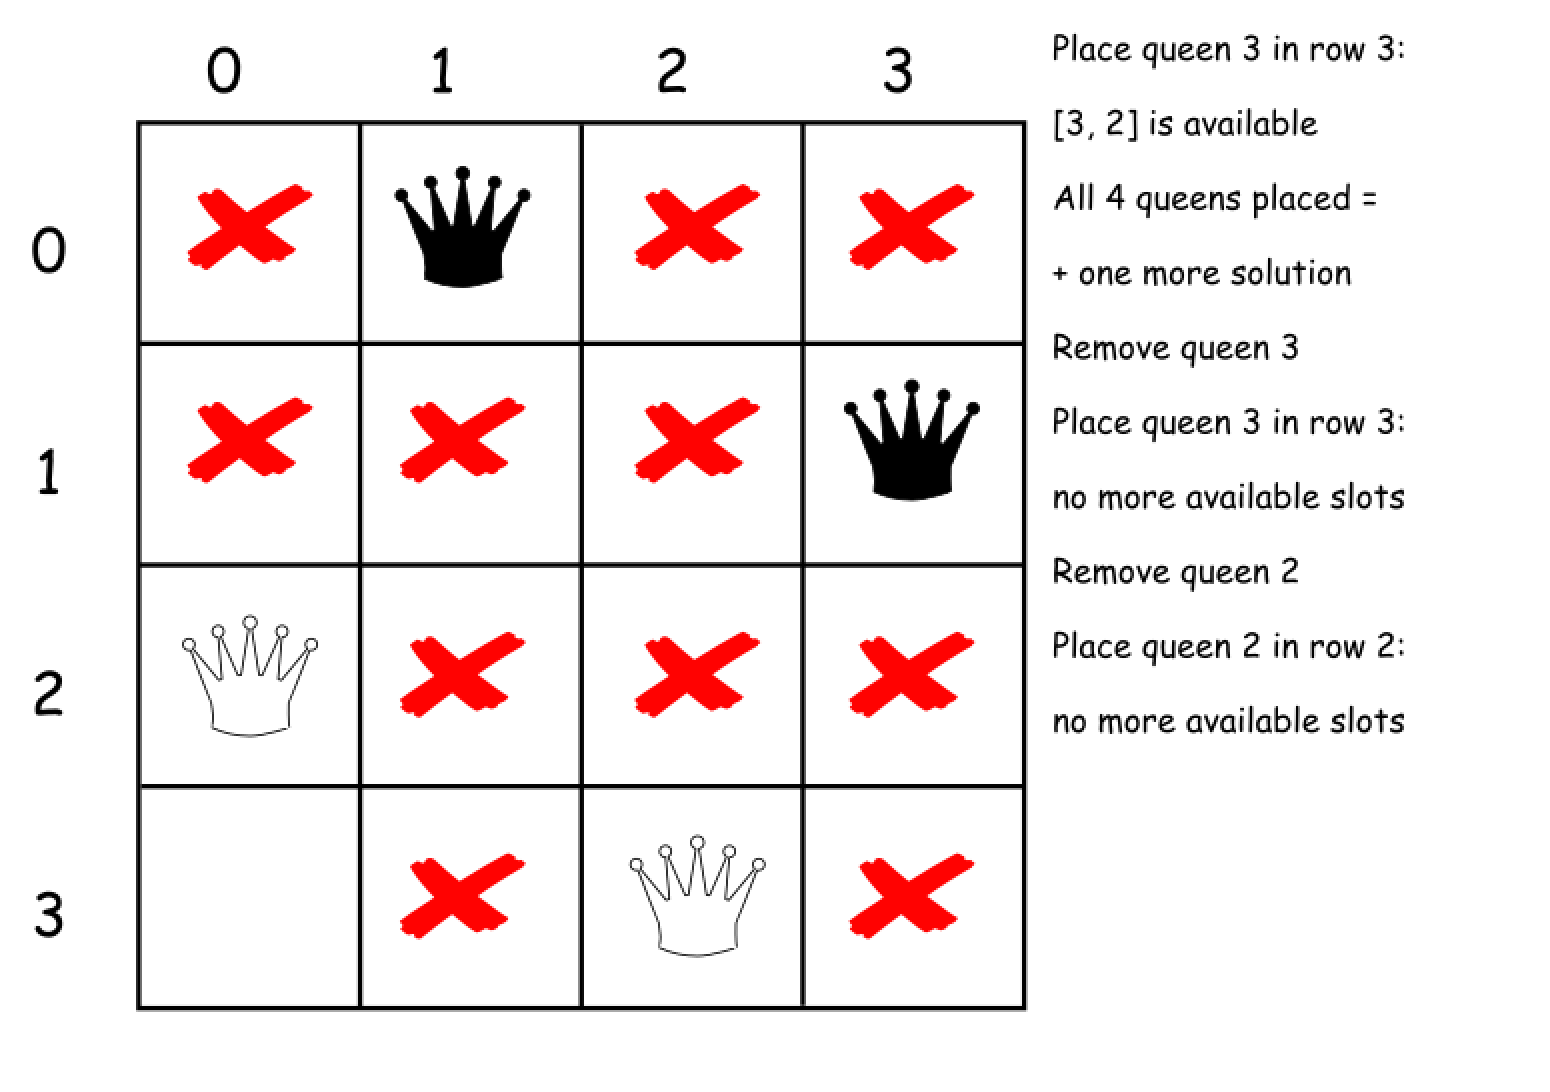 0 1 2 3
0
1
2
3
Place queen 3 in row 3:
[3, 2] is available
All 4 queens placed =
+ one more solution
Remove queen 3
Place queen 3 in row 3:
no more available slots
Remove queen 2
Place queen 2 in row 2:
no more available slots